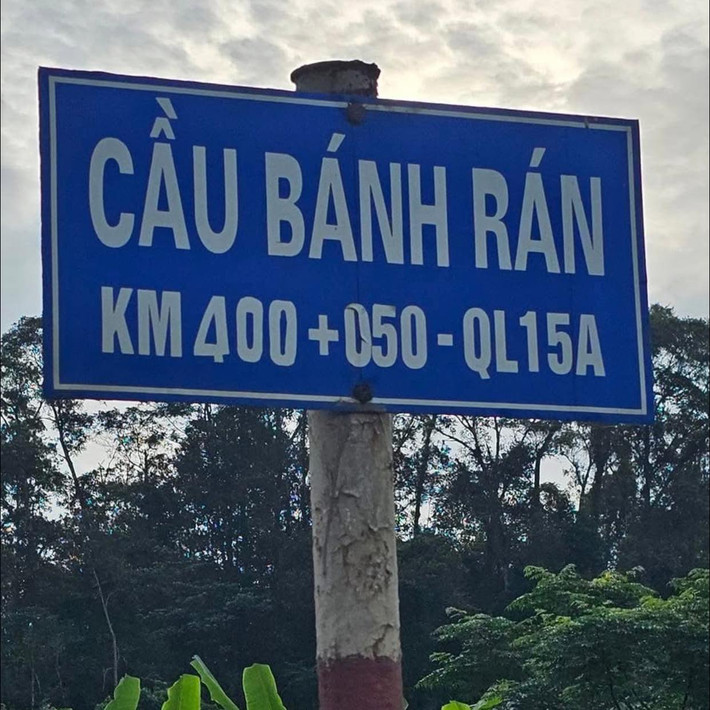 CẦU BÁNH RÁN
KM 400 + 050 - QL15A